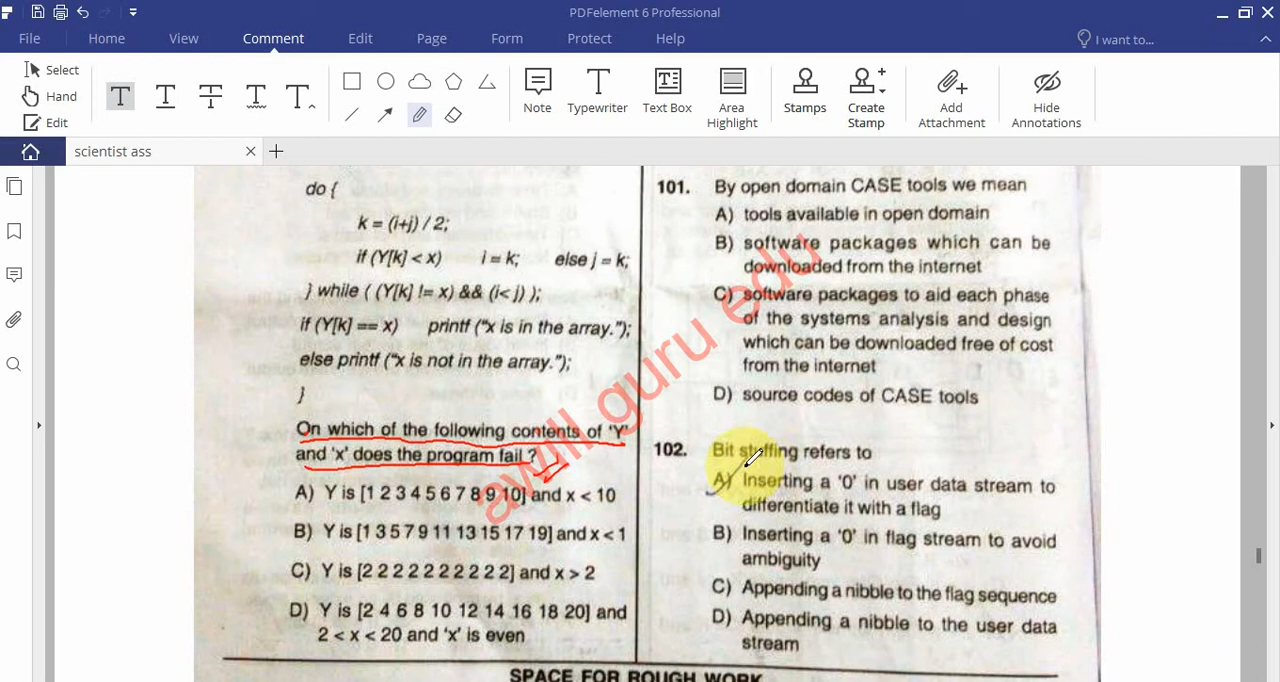 PDFelement 6 Professional
File Home View Comment Edit Page Form Protect Help I want to...
Select
Hand
Edit
Note Typewriter Text Box Area Highlight Stamps Create Stamp Add Attachment Hide Annotations
scientist ass
do {
k = (i+j) / 2;
if (Y[k] < x) i = k; else j = k;
} while ( (Y[k] != x) && (i< j) );
if (Y[k] == x) printf ("x is in the array.");
else printf ("x is not in the array.");
}
On which of the following contents of 'Y'
and 'x' does the program fail ?
A) Y is [1 2 3 4 5 6 7 8 9 10] and x < 10
B) Y is [1 3 5 7 9 11 13 15 17 19] and x < 1
C) Y is [2 2 2 2 2 2 2 2 2 2] and x > 2
D) Y is [2 4 6 8 10 12 14 16 18 20] and
2 < x < 20 and 'x' is even
101. By open domain CASE tools we mean
A) tools available in open domain
B) software packages which can be
downloaded from the internet
C) software packages to aid each phase
of the systems analysis and design
which can be downloaded free of cost
from the internet
D) source codes of CASE tools
102. Bit stuffing refers to
A) Inserting a '0' in user data stream to
differentiate it with a flag
B) Inserting a '0' in flag stream to avoid
ambiguity
C) Appending a nibble to the flag sequence
D) Appending a nibble to the user data
stream
SPACE FOR ROUGH WORK
awill.guru edu